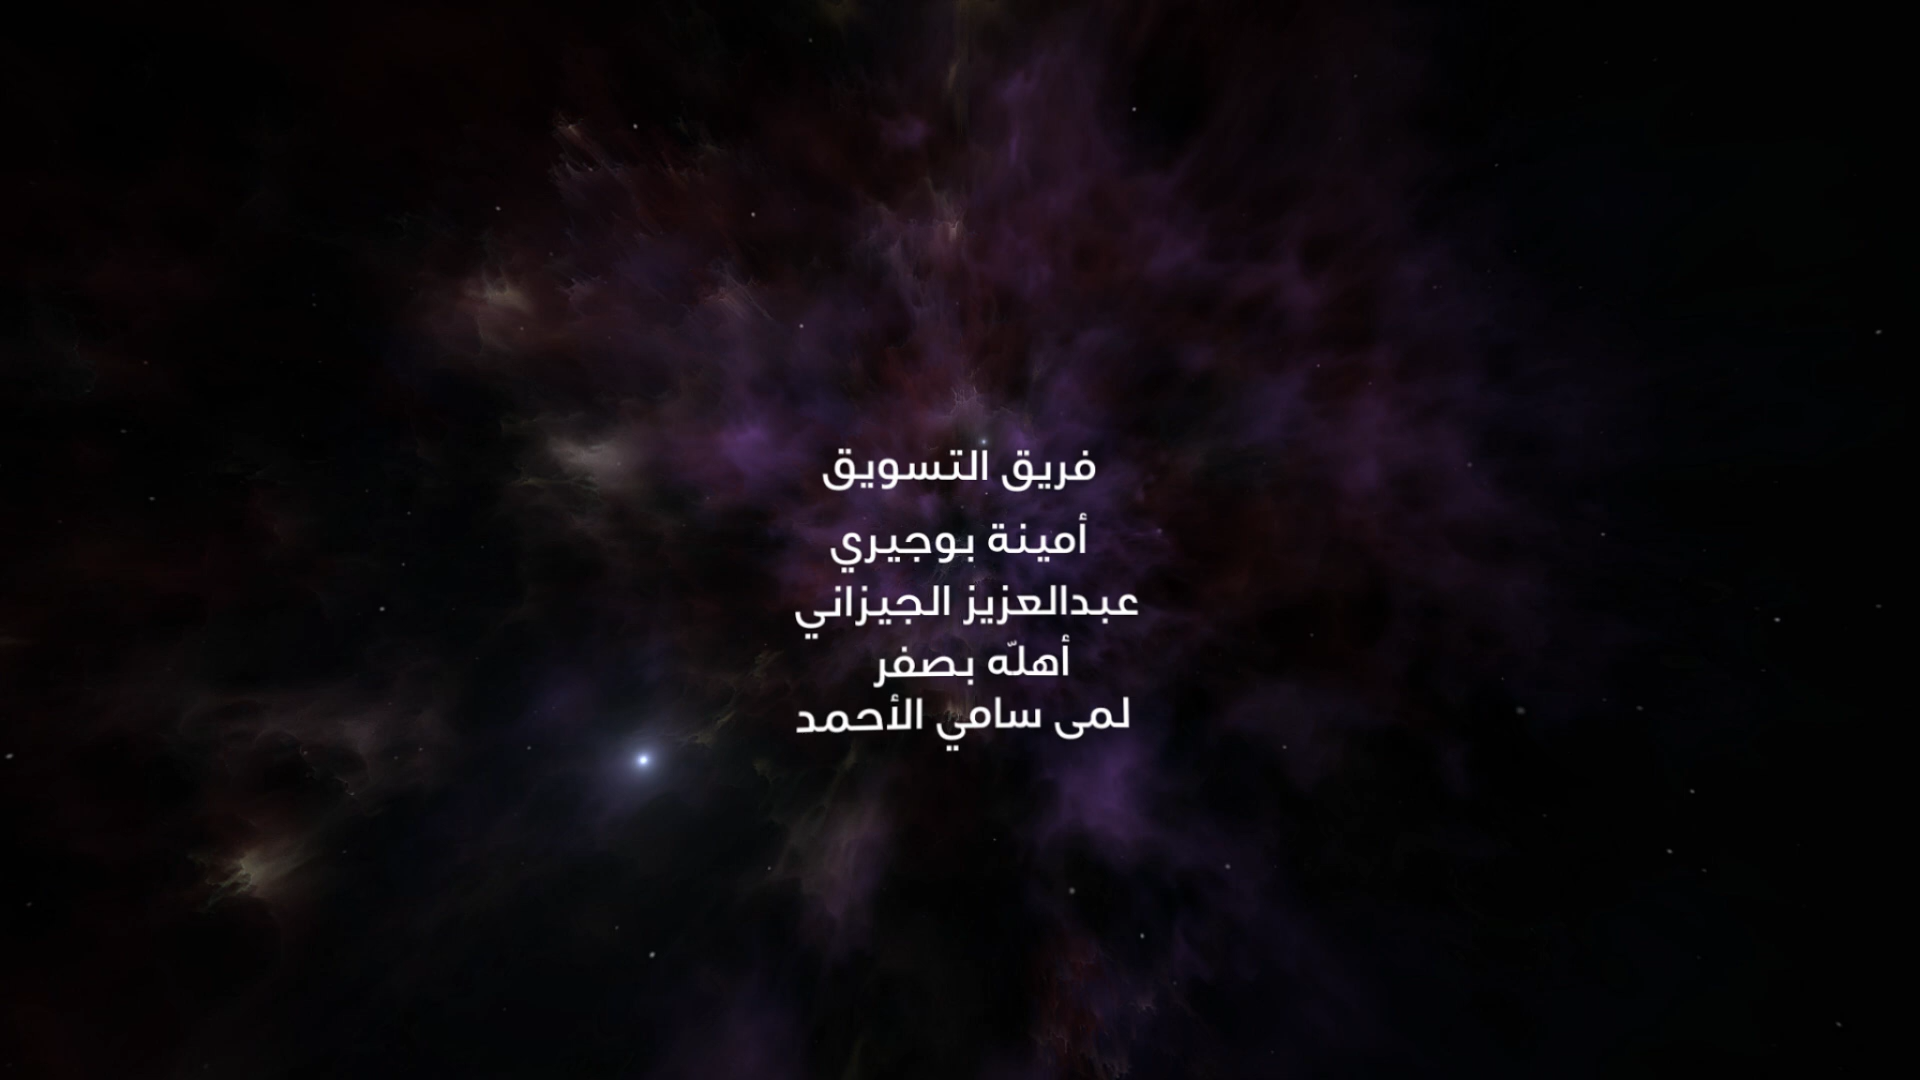 فريق التسويق
أمينة بوجيري
عبدالعزيز الجيزاني
أهلّه بصفر
لمى سامي الأحمد